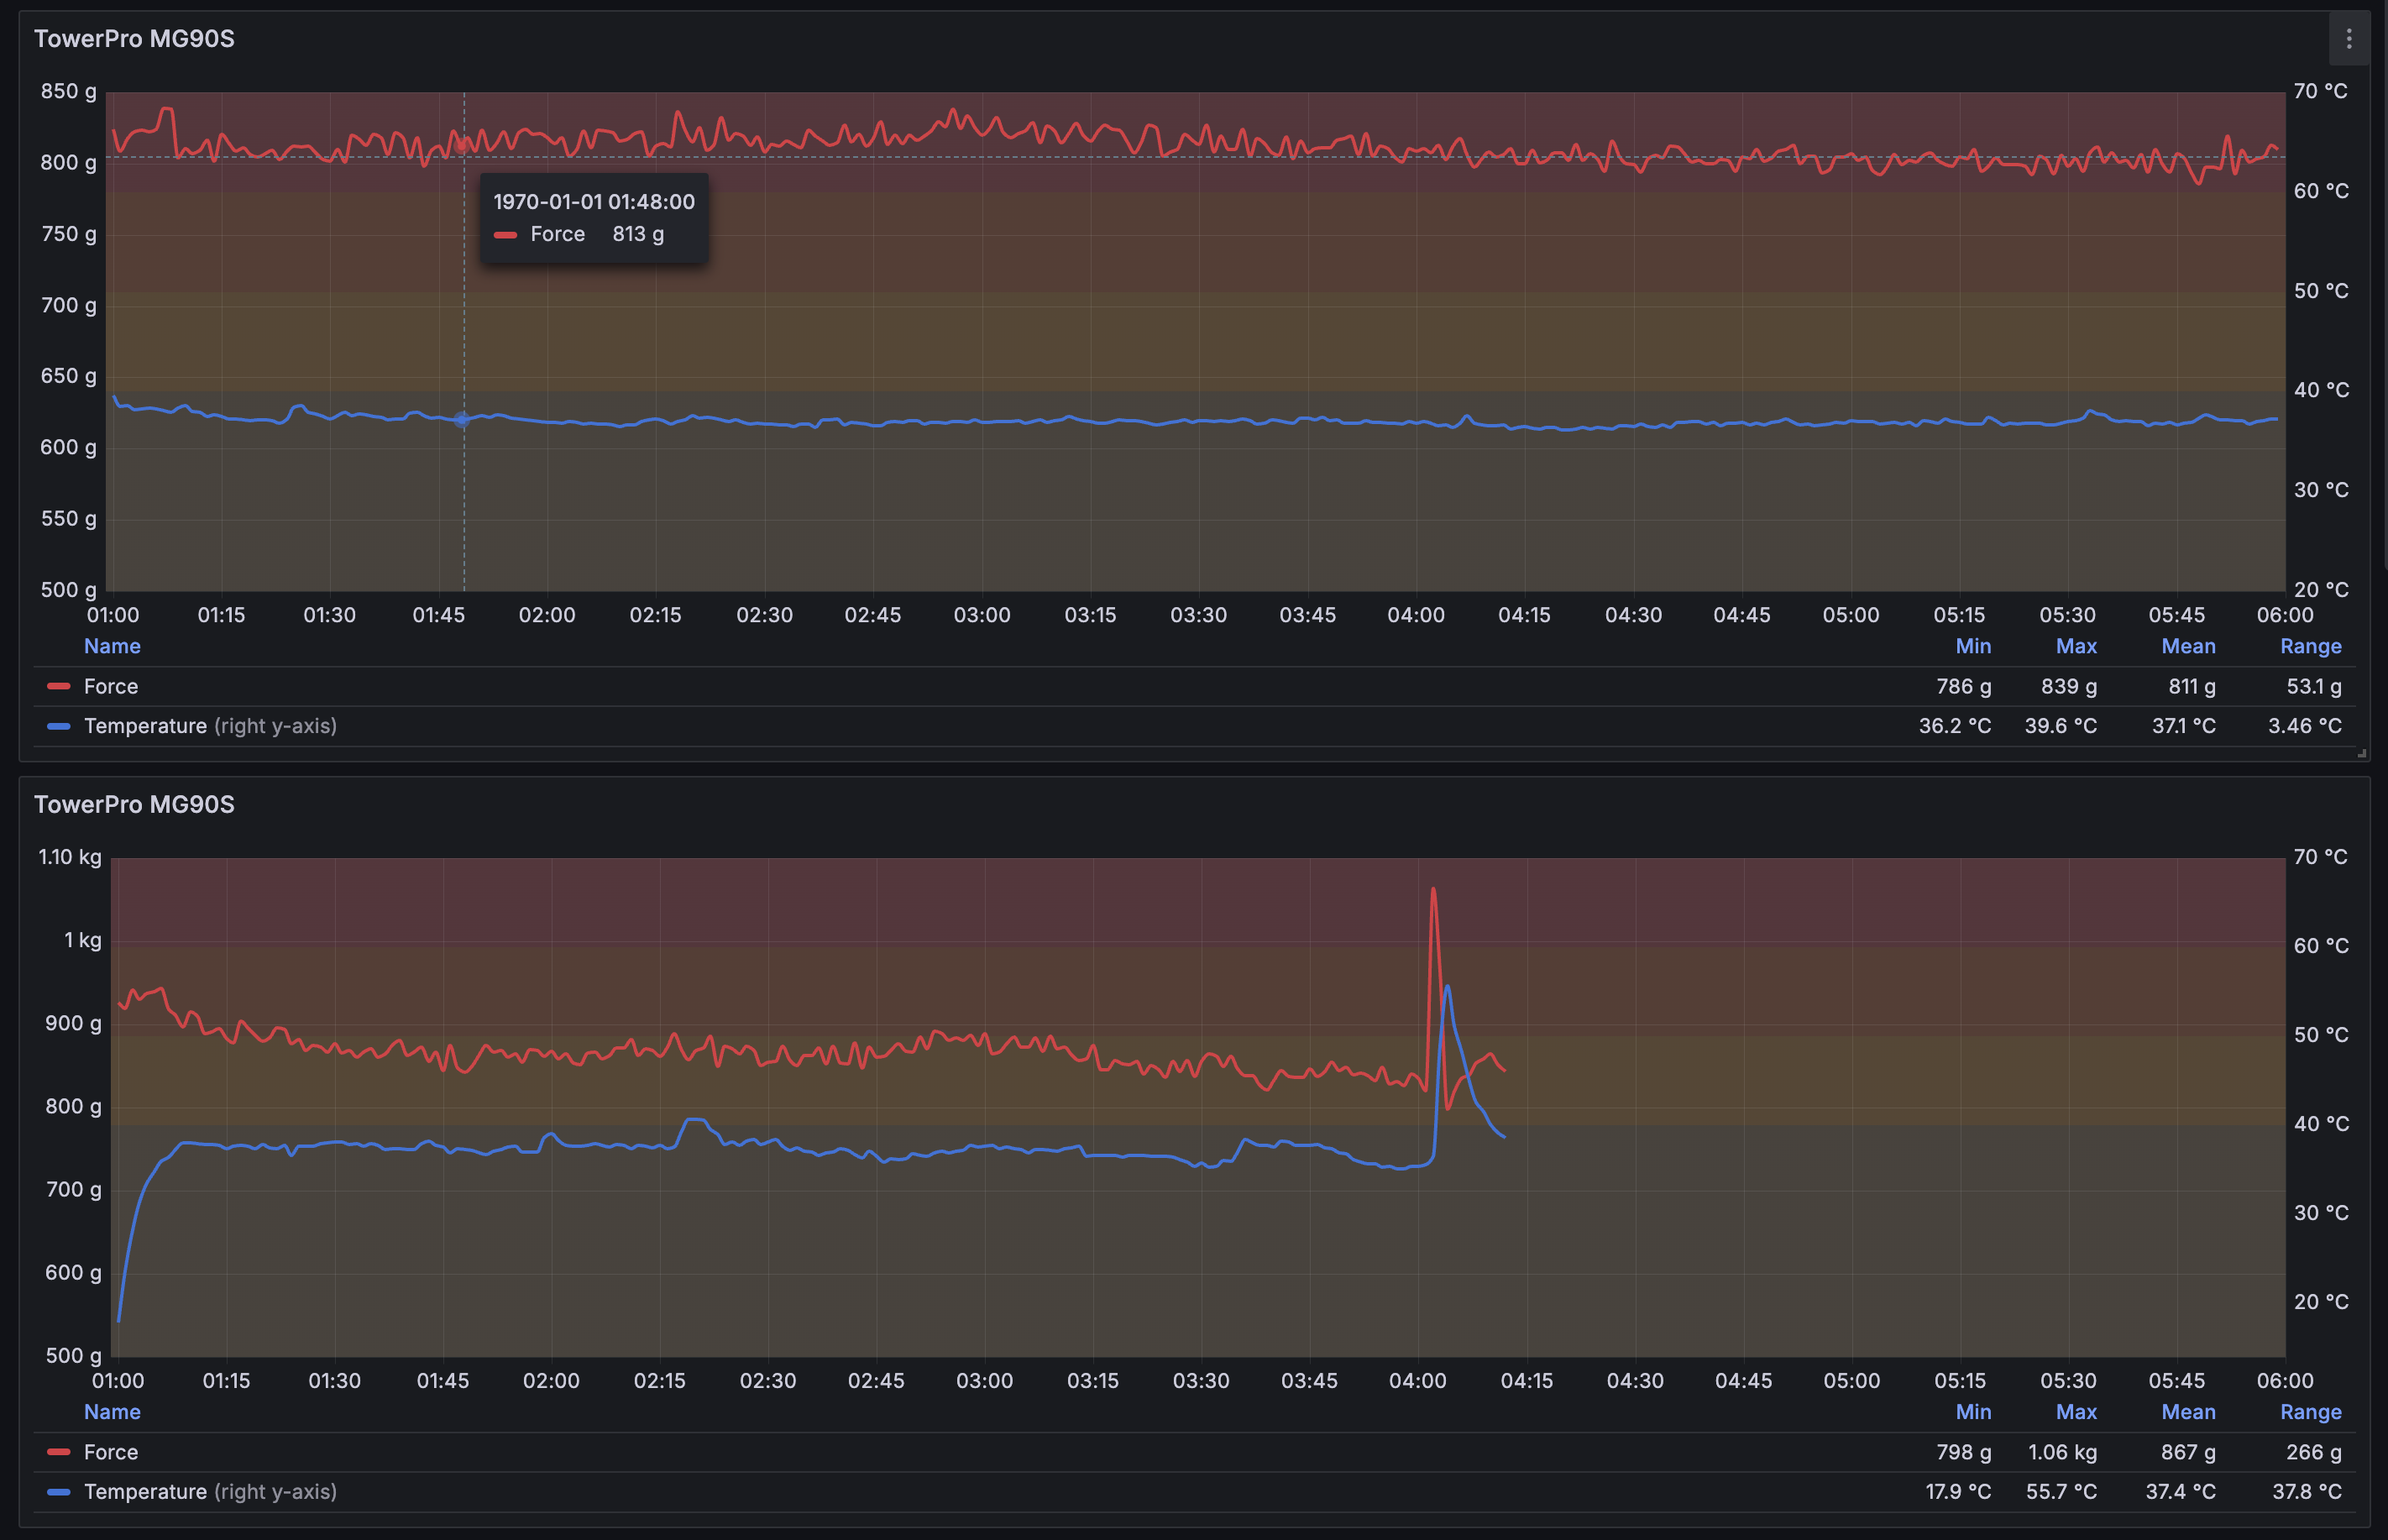 TowerPro MG90S
850 g
800 g
750 g
700 g
650 g
600 g
550 g
500 g
70 °C
60 °C
50 °C
40 °C
30 °C
20 °C
1970-01-01 01:48:00
Force 813 g
01:00 01:15 01:30 01:45 02:00 02:15 02:30 02:45 03:00 03:15 03:30 03:45 04:00 04:15 04:30 04:45 05:00 05:15 05:30 05:45 06:00
Name Min Max Mean Range
Force 786 g 839 g 811 g 53.1 g
Temperature (right y-axis) 36.2 °C 39.6 °C 37.1 °C 3.46 °C
TowerPro MG90S
1.10 kg
1 kg
900 g
800 g
700 g
600 g
500 g
70 °C
60 °C
50 °C
40 °C
30 °C
20 °C
01:00 01:15 01:30 01:45 02:00 02:15 02:30 02:45 03:00 03:15 03:30 03:45 04:00 04:15 04:30 04:45 05:00 05:15 05:30 05:45 06:00
Name Min Max Mean Range
Force 798 g 1.06 kg 867 g 266 g
Temperature (right y-axis) 17.9 °C 55.7 °C 37.4 °C 37.8 °C